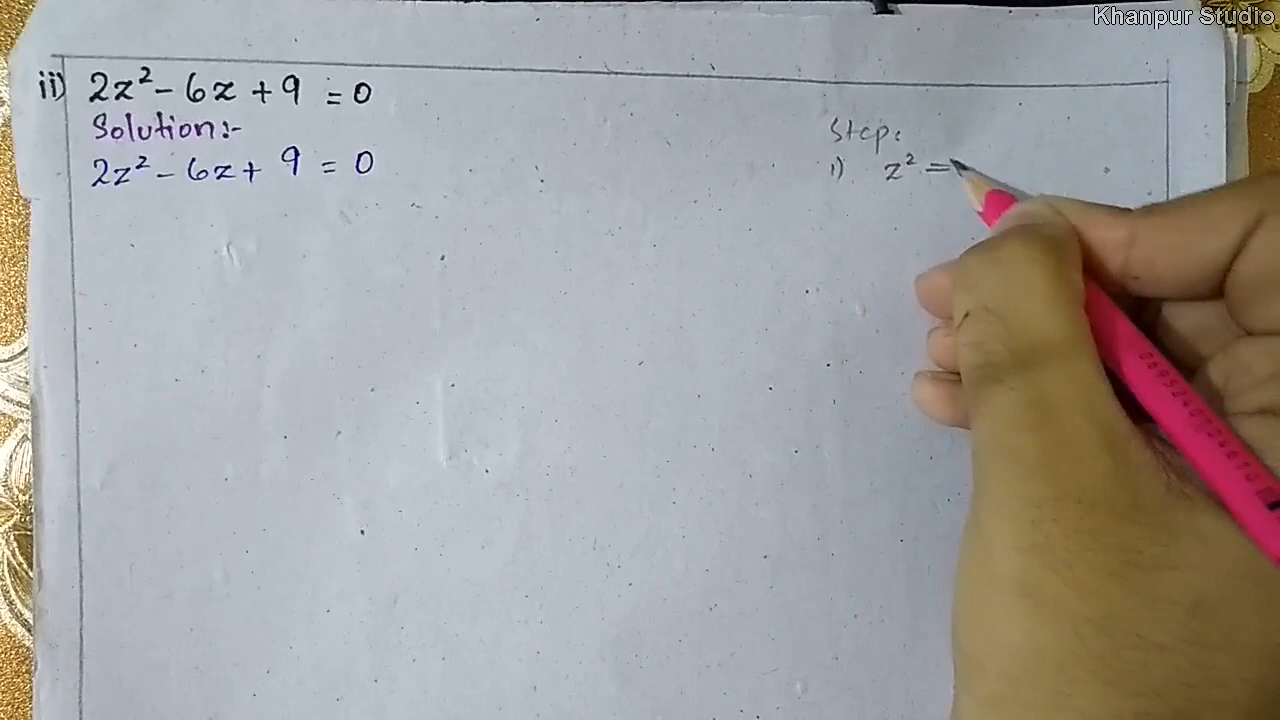 Khanpur Studio
ii) 2z² - 6z + 9 = 0
Solution:-
2z² - 6z + 9 = 0
Step:
1) z² =